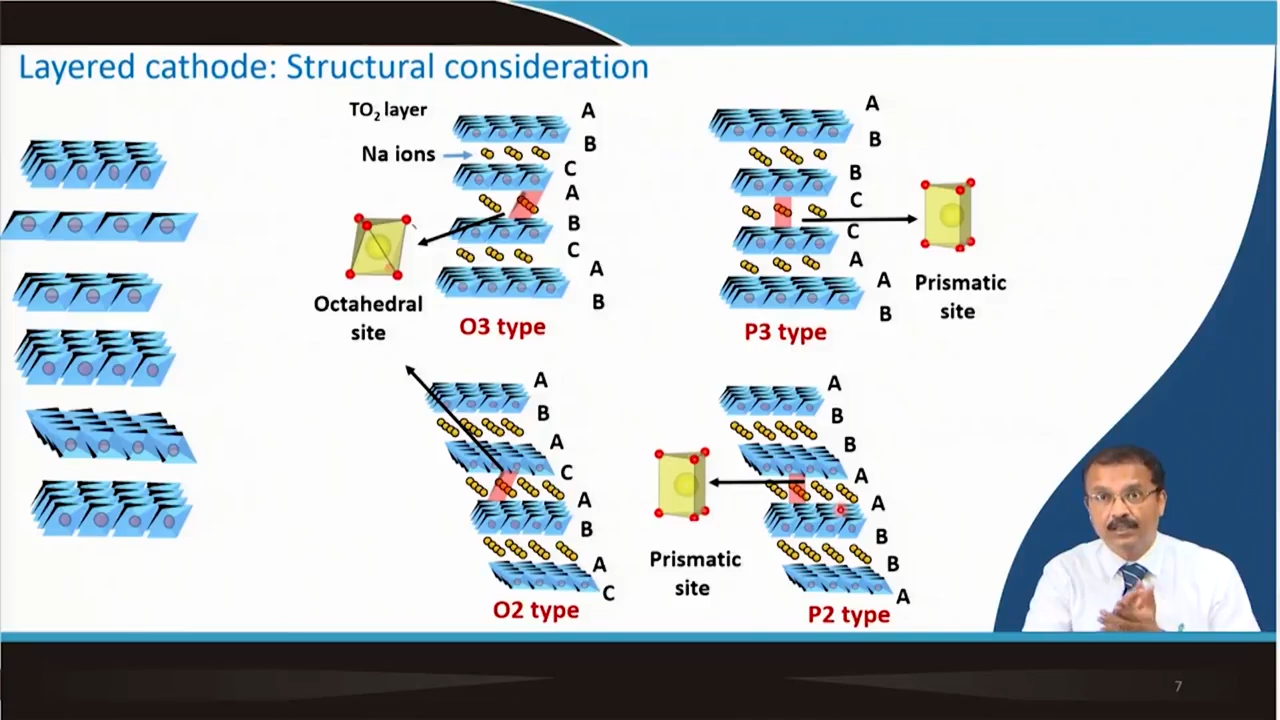 Layered cathode: Structural consideration
TO2 layer
Na ions
A
B
C
A
B
C
A
B
Octahedral
site
O3 type
A
B
B
C
C
A
A
B
Prismatic
site
P3 type
A
B
A
C
A
B
A
C
O2 type
A
B
B
A
A
B
B
A
Prismatic
site
P2 type
7